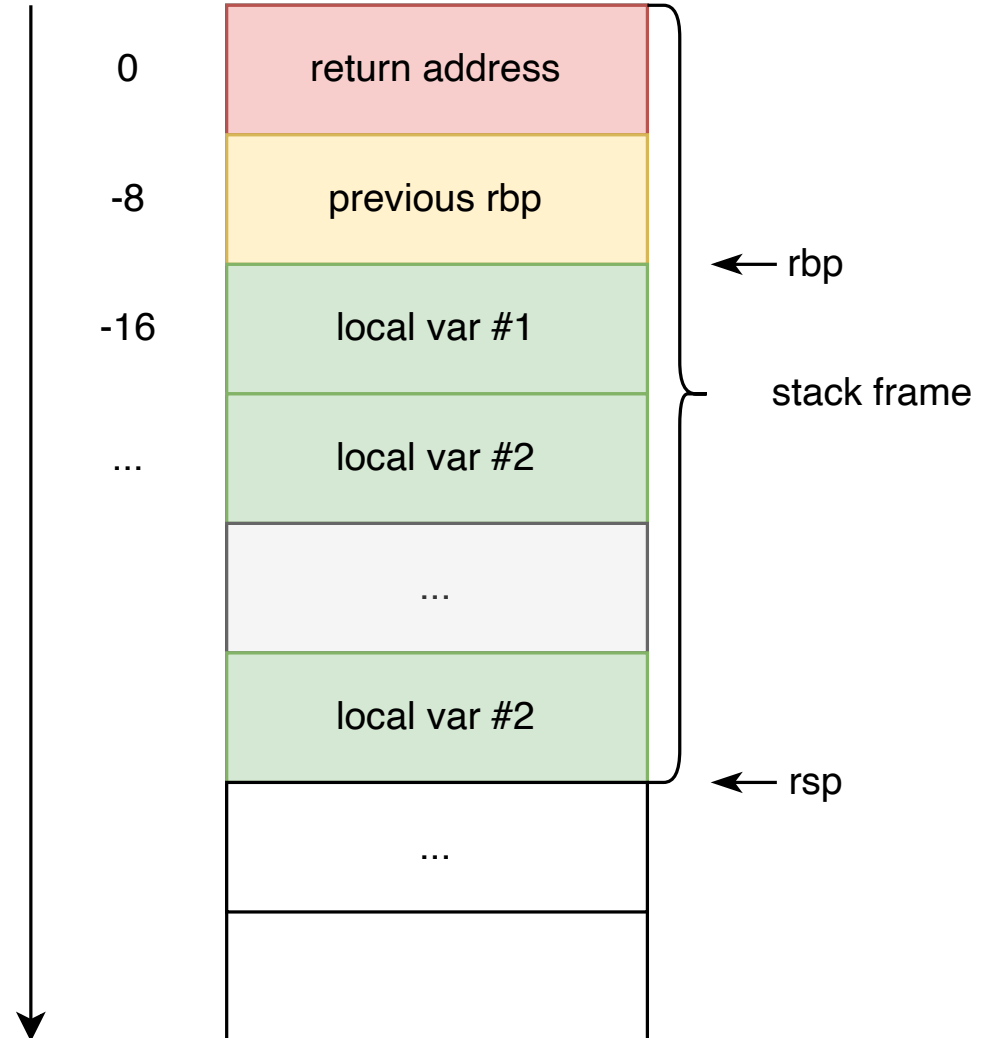 0
return address
-8
previous rbp
rbp
-16
local var #1
stack frame
...
local var #2
...
local var #2
rsp
...